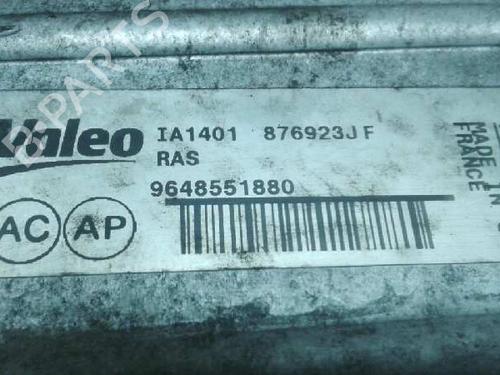 Valeo
IA1401 876923J F
RAS
9648551880
AC AP
MADE IN
FRANCE